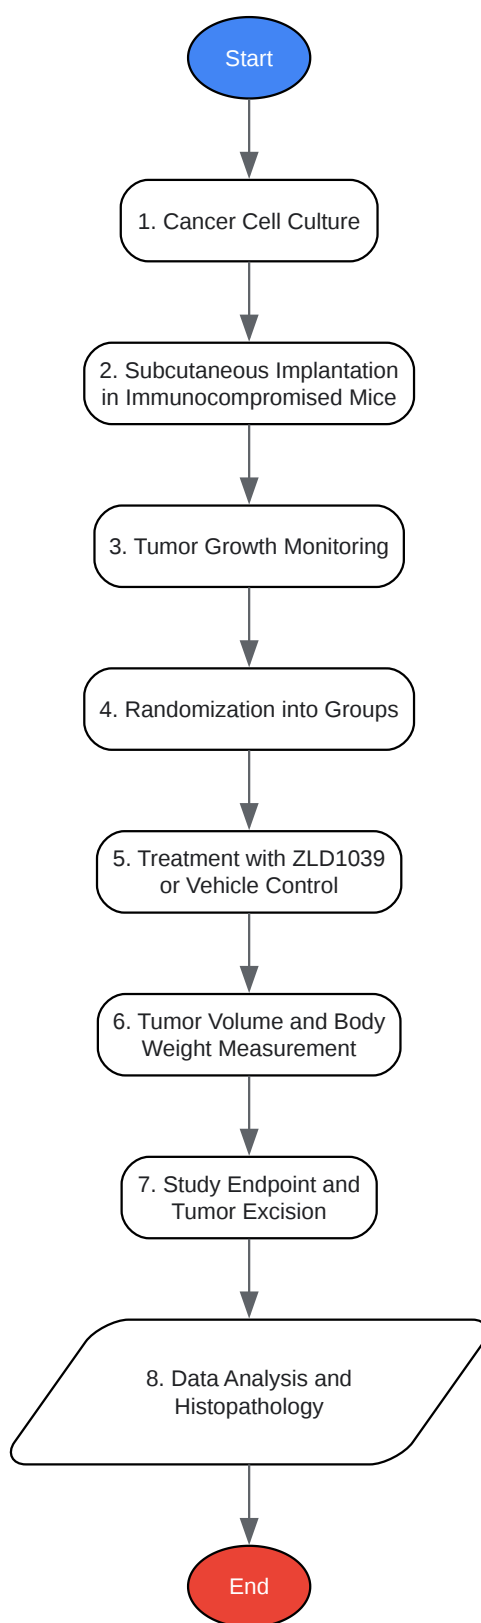 Start
1. Cancer Cell Culture
2. Subcutaneous Implantation
in Immunocompromised Mice
3. Tumor Growth Monitoring
4. Randomization into Groups
5. Treatment with ZLD1039
or Vehicle Control
6. Tumor Volume and Body
Weight Measurement
7. Study Endpoint and
Tumor Excision
8. Data Analysis and
Histopathology
End